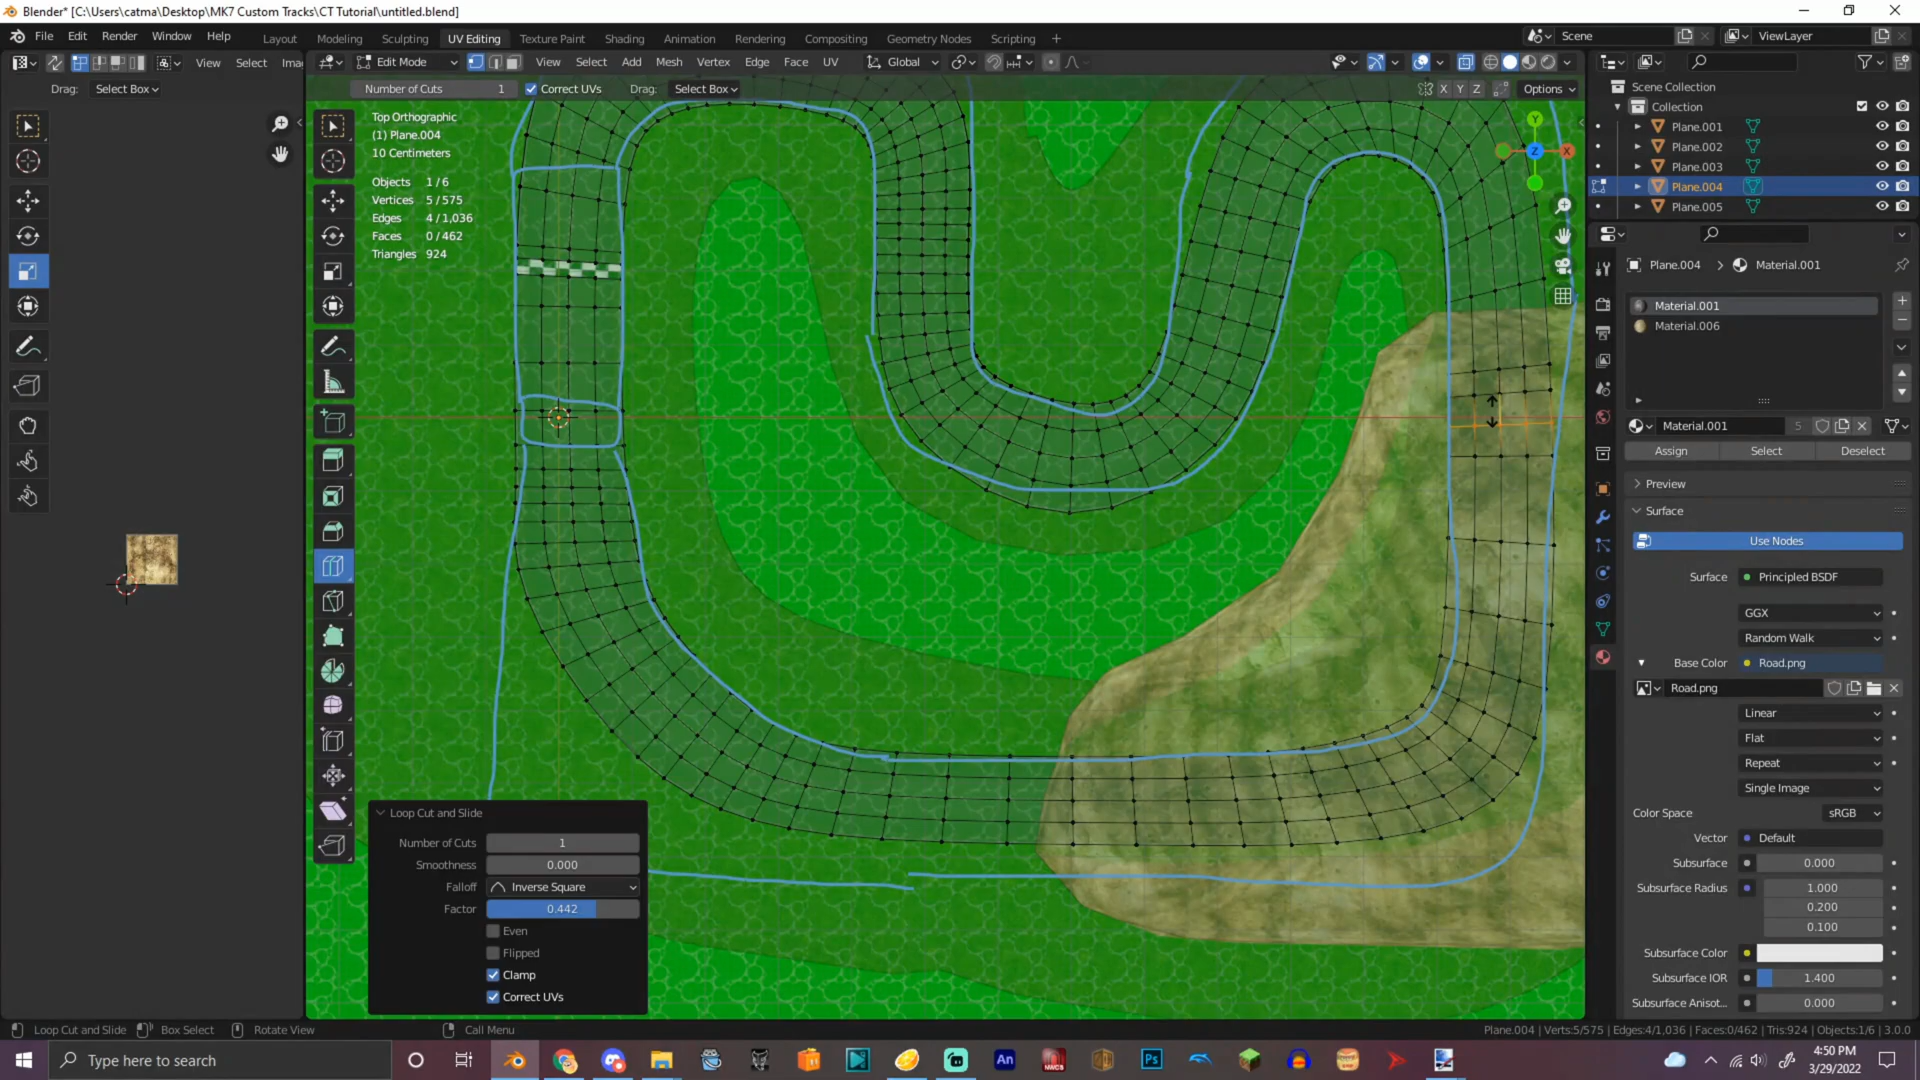 Blender* [C:\Users\catma\Desktop\MK7 Custom Tracks\CT Tutorial\untitled.blend]
File Edit Render Window Help
Layout Modeling Sculpting UV Editing Texture Paint Shading Animation Rendering Compositing Geometry Nodes Scripting +
Scene ViewLayer
View Select Ima
Edit Mode View Select Add Mesh Vertex Edge Face UV Global
Drag: Select Box
Number of Cuts 1 Correct UVs Drag: Select Box X Y Z Options
Top Orthographic
(1) Plane.004
10 Centimeters
Objects 1/6
Vertices 5/575
Edges 4/1,036
Faces 0/462
Triangles 924
Y
Z
X
Scene Collection
Collection
Plane.001
Plane.002
Plane.003
Plane.004
Plane.005
Plane.004 > Material.001
Material.001
Material.006
Material.001 5
Assign Select Deselect
Preview
Surface
Use Nodes
Surface Principled BSDF
GGX
Random Walk
Base Color Road.png
Road.png
Linear
Flat
Repeat
Single Image
Color Space sRGB
Vector Default
Subsurface 0.000
Subsurface Radius 1.000
0.200
0.100
Subsurface Color
Subsurface IOR 1.400
Subsurface Anisot... 0.000
Loop Cut and Slide
Number of Cuts 1
Smoothness 0.000
Falloff Inverse Square
Factor 0.442
Even
Flipped
Clamp
Correct UVs
Loop Cut and Slide Box Select Rotate View Call Menu
Plane.004 | Verts:5/575 | Edges:4/1,036 | Faces:0/462 | Tris:924 | Objects:1/6 | 3.0.0
Type here to search
An
Ps
4:50 PM
3/29/2022